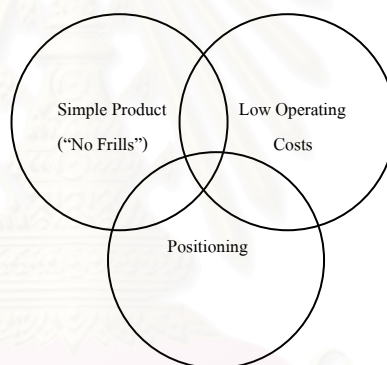 Simple Product
(“No Frills”)
Low Operating
Costs
Positioning